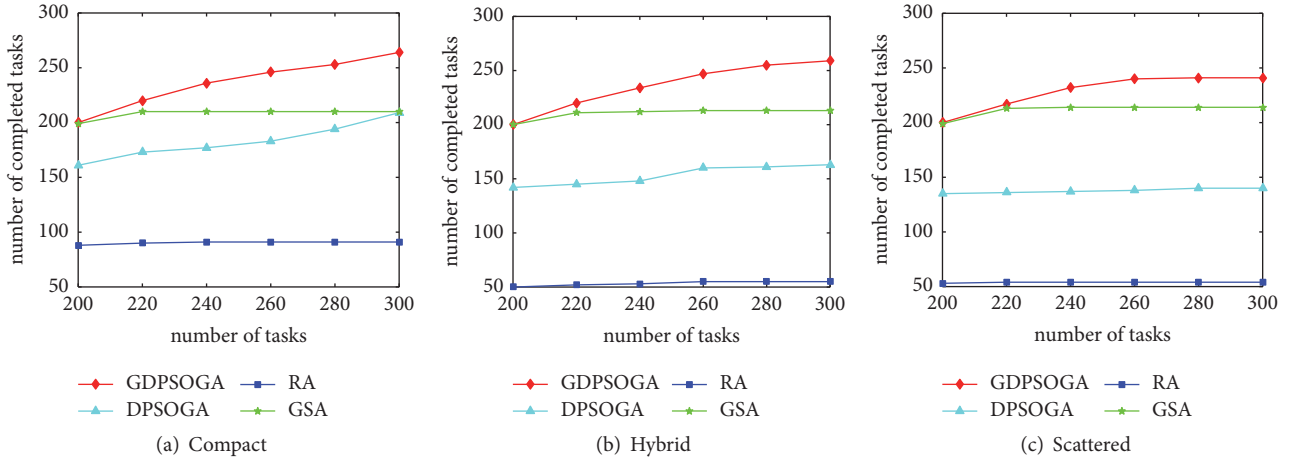 300
250
200
150
100
50
number of completed tasks
200 220 240 260 280 300
number of tasks
GDPSOGA RA
DPSOGA GSA
(a) Compact
300
250
200
150
100
50
number of completed tasks
200 220 240 260 280 300
number of tasks
GDPSOGA RA
DPSOGA GSA
(b) Hybrid
300
250
200
150
100
50
number of completed tasks
200 220 240 260 280 300
number of tasks
GDPSOGA RA
DPSOGA GSA
(c) Scattered